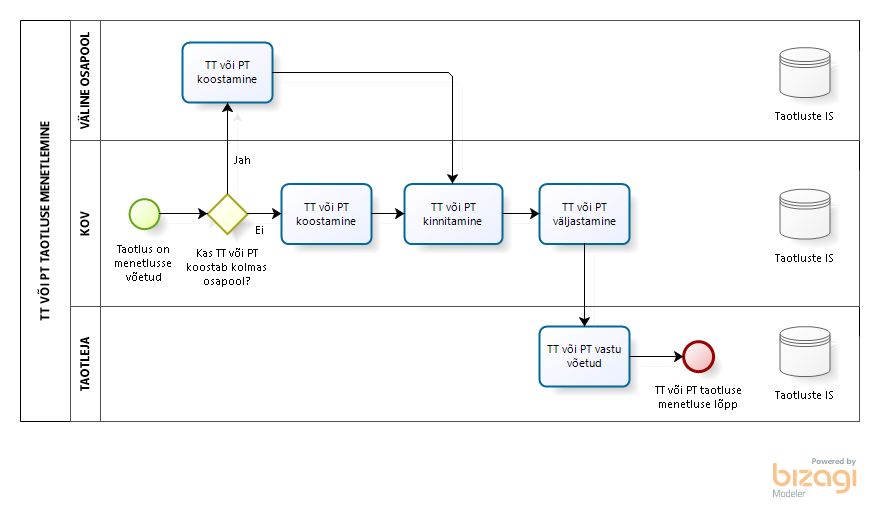 TT VÕI PT TAOTLUSE MENETLEMINE
VÄLINE OSAPOOL
TT või PT
koostamine
Taotluste IS
Jah
KOV
Taotlus on
menetlusse
võetud
Kas TT või PT
koostab kolmas
osapool?
Ei
TT või PT
koostamine
TT või PT
kinnitamine
TT või PT
väljastamine
Taotluste IS
TAOTLEJA
TT või PT vastu
võetud
TT või PT taotluse
menetluse lõpp
Taotluste IS
Powered by
bizagi
Modeler